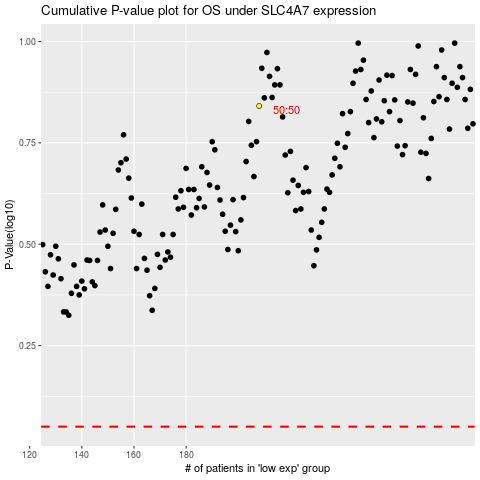 Cumulative P-value plot for OS under SLC4A7 expression
1.00
50:50
0.75
0.50
0.25
120 140 160 180
P-Value(log10)
# of patients in 'low exp' group